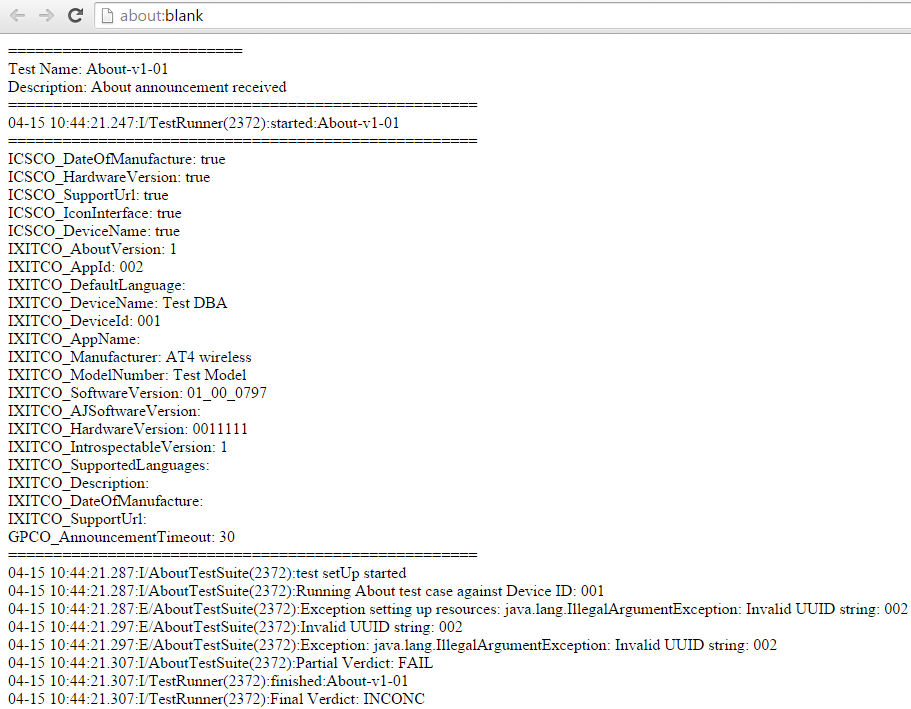 about:blank
==========================
Test Name: About-v1-01
Description: About announcement received
====================================================
04-15 10:44:21.247:I/TestRunner(2372):started:About-v1-01
====================================================
ICSCO_DateOfManufacture: true
ICSCO_HardwareVersion: true
ICSCO_SupportUrl: true
ICSCO_IconInterface: true
ICSCO_DeviceName: true
IXITCO_AboutVersion: 1
IXITCO_AppId: 002
IXITCO_DefaultLanguage:
IXITCO_DeviceName: Test DBA
IXITCO_DeviceId: 001
IXITCO_AppName:
IXITCO_Manufacturer: AT4 wireless
IXITCO_ModelNumber: Test Model
IXITCO_SoftwareVersion: 01_00_0797
IXITCO_AJSoftwareVersion:
IXITCO_HardwareVersion: 0011111
IXITCO_IntrospectableVersion: 1
IXITCO_SupportedLanguages:
IXITCO_Description:
IXITCO_DateOfManufacture:
IXITCO_SupportUrl:
GPCO_AnnouncementTimeout: 30
====================================================
04-15 10:44:21.287:I/AboutTestSuite(2372):test setUp started
04-15 10:44:21.287:I/AboutTestSuite(2372):Running About test case against Device ID: 001
04-15 10:44:21.287:E/AboutTestSuite(2372):Exception setting up resources: java.lang.IllegalArgumentException: Invalid UUID string: 002
04-15 10:44:21.297:E/AboutTestSuite(2372):Invalid UUID string: 002
04-15 10:44:21.297:E/AboutTestSuite(2372):Exception: java.lang.IllegalArgumentException: Invalid UUID string: 002
04-15 10:44:21.307:I/AboutTestSuite(2372):Partial Verdict: FAIL
04-15 10:44:21.307:I/TestRunner(2372):finished:About-v1-01
04-15 10:44:21.307:I/TestRunner(2372):Final Verdict: INCONC